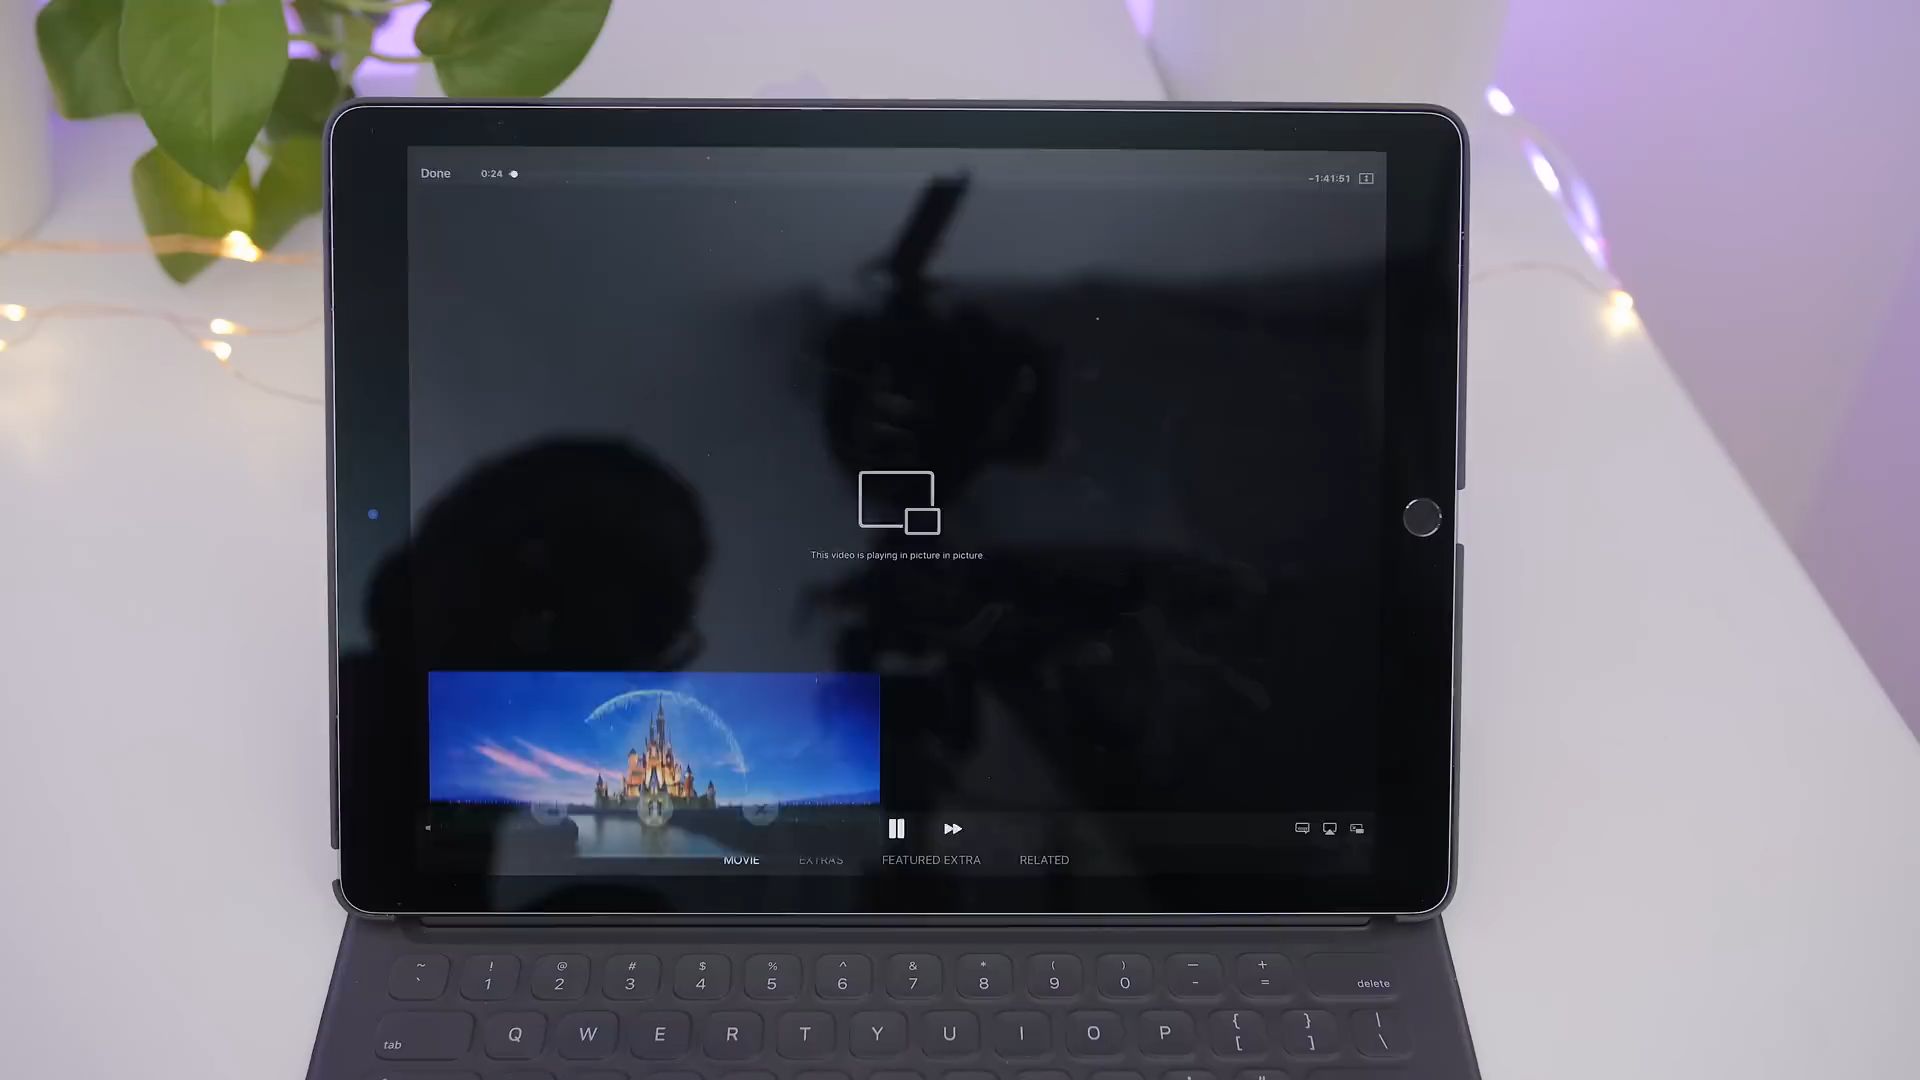 Done 0:24 -1:41:51
This video is playing in picture in picture
MOVIE EXTRAS FEATURED EXTRA RELATED
~ ! @ # $ % ^ & * ( ) — +
` 1 2 3 4 5 6 7 8 9 0 - = delete
{ } |
tab Q W E R T Y U I O P [ ] \